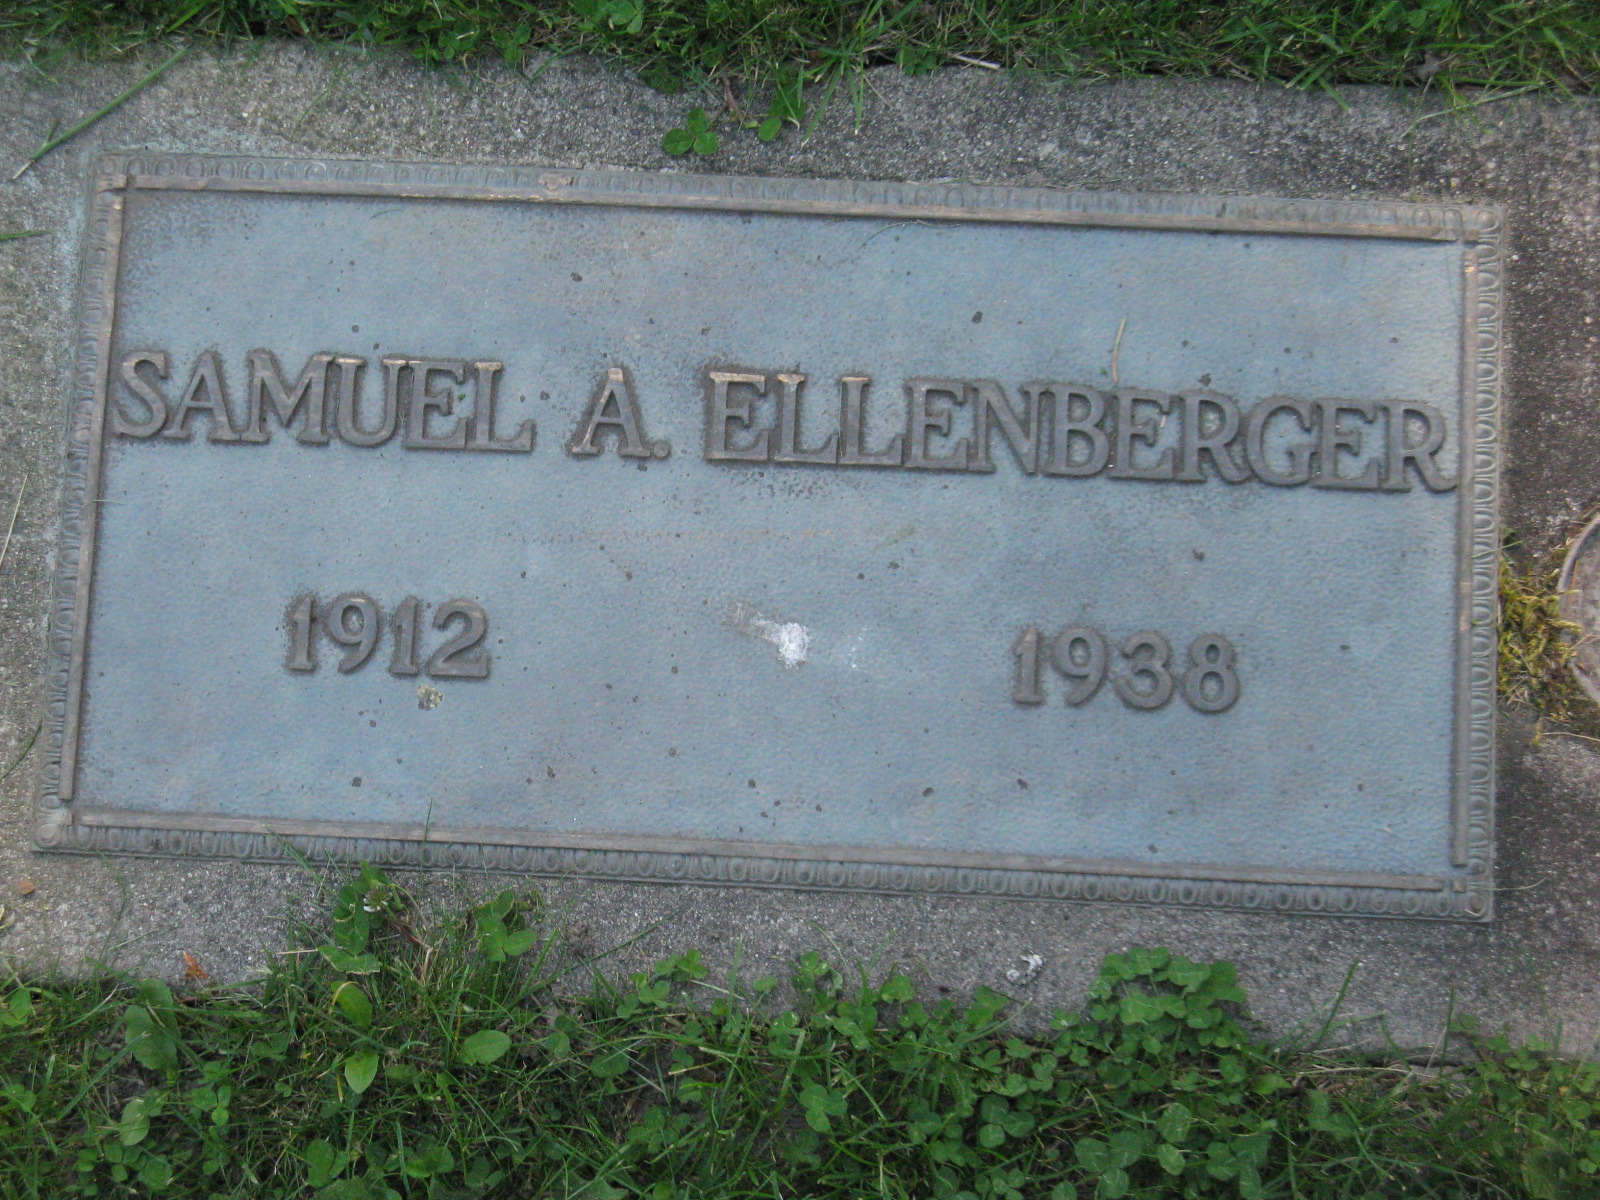 SAMUEL A. ELLENBERGER
1912 1938